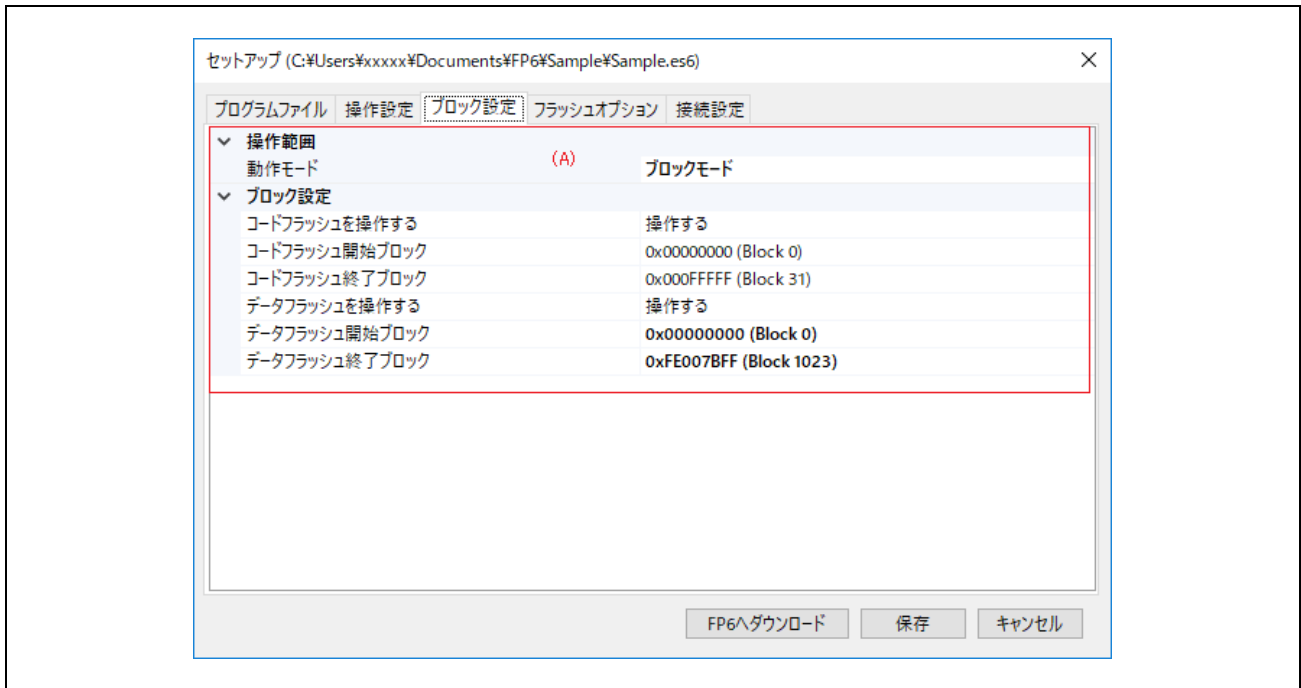 セットアップ (C:¥Users¥xxxxx¥Documents¥FP6¥Sample¥Sample.es6)
プログラムファイル 操作設定 ブロック設定 フラッシュオプション 接続設定
操作範囲
(A)
動作モード ブロックモード
ブロック設定
コードフラッシュを操作する 操作する
コードフラッシュ開始ブロック 0x00000000 (Block 0)
コードフラッシュ終了ブロック 0x000FFFFF (Block 31)
データフラッシュを操作する 操作する
データフラッシュ開始ブロック 0x00000000 (Block 0)
データフラッシュ終了ブロック 0xFE007BFF (Block 1023)
FP6へダウンロード 保存 キャンセル